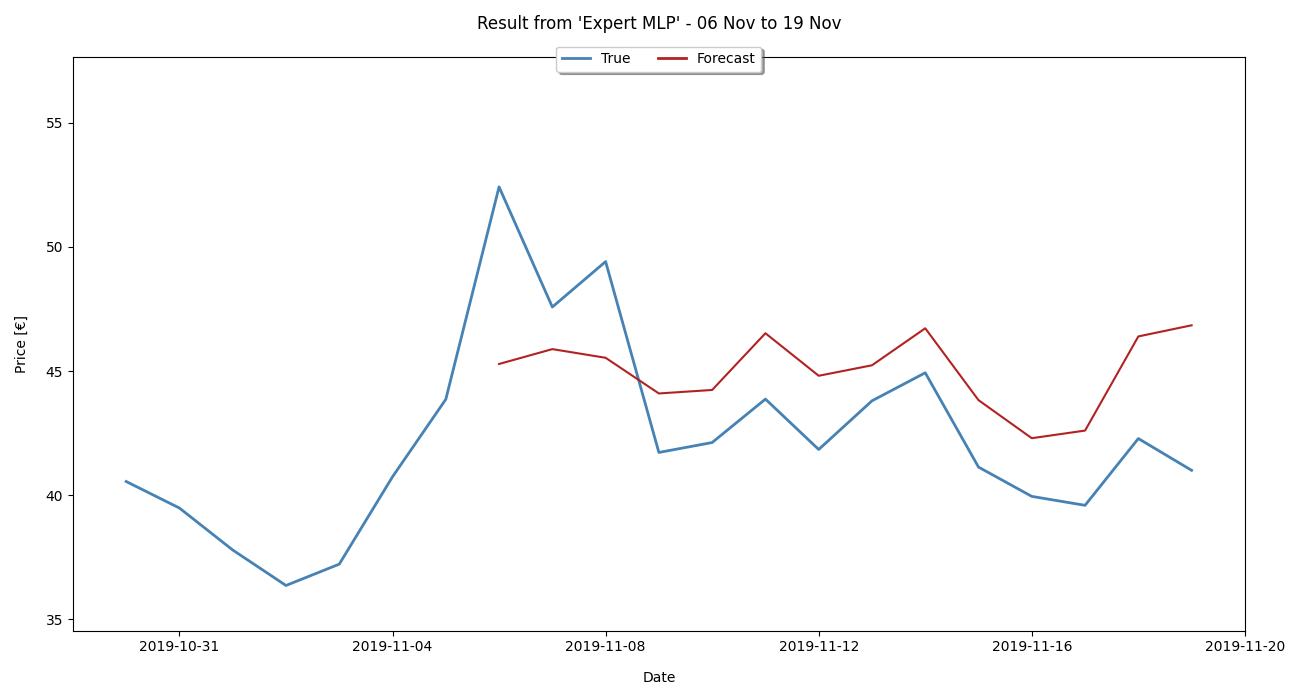 Result from 'Expert MLP' - 06 Nov to 19 Nov
True Forecast
55
50
45
40
35
Price [€]
2019-10-31 2019-11-04 2019-11-08 2019-11-12 2019-11-16 2019-11-20
Date